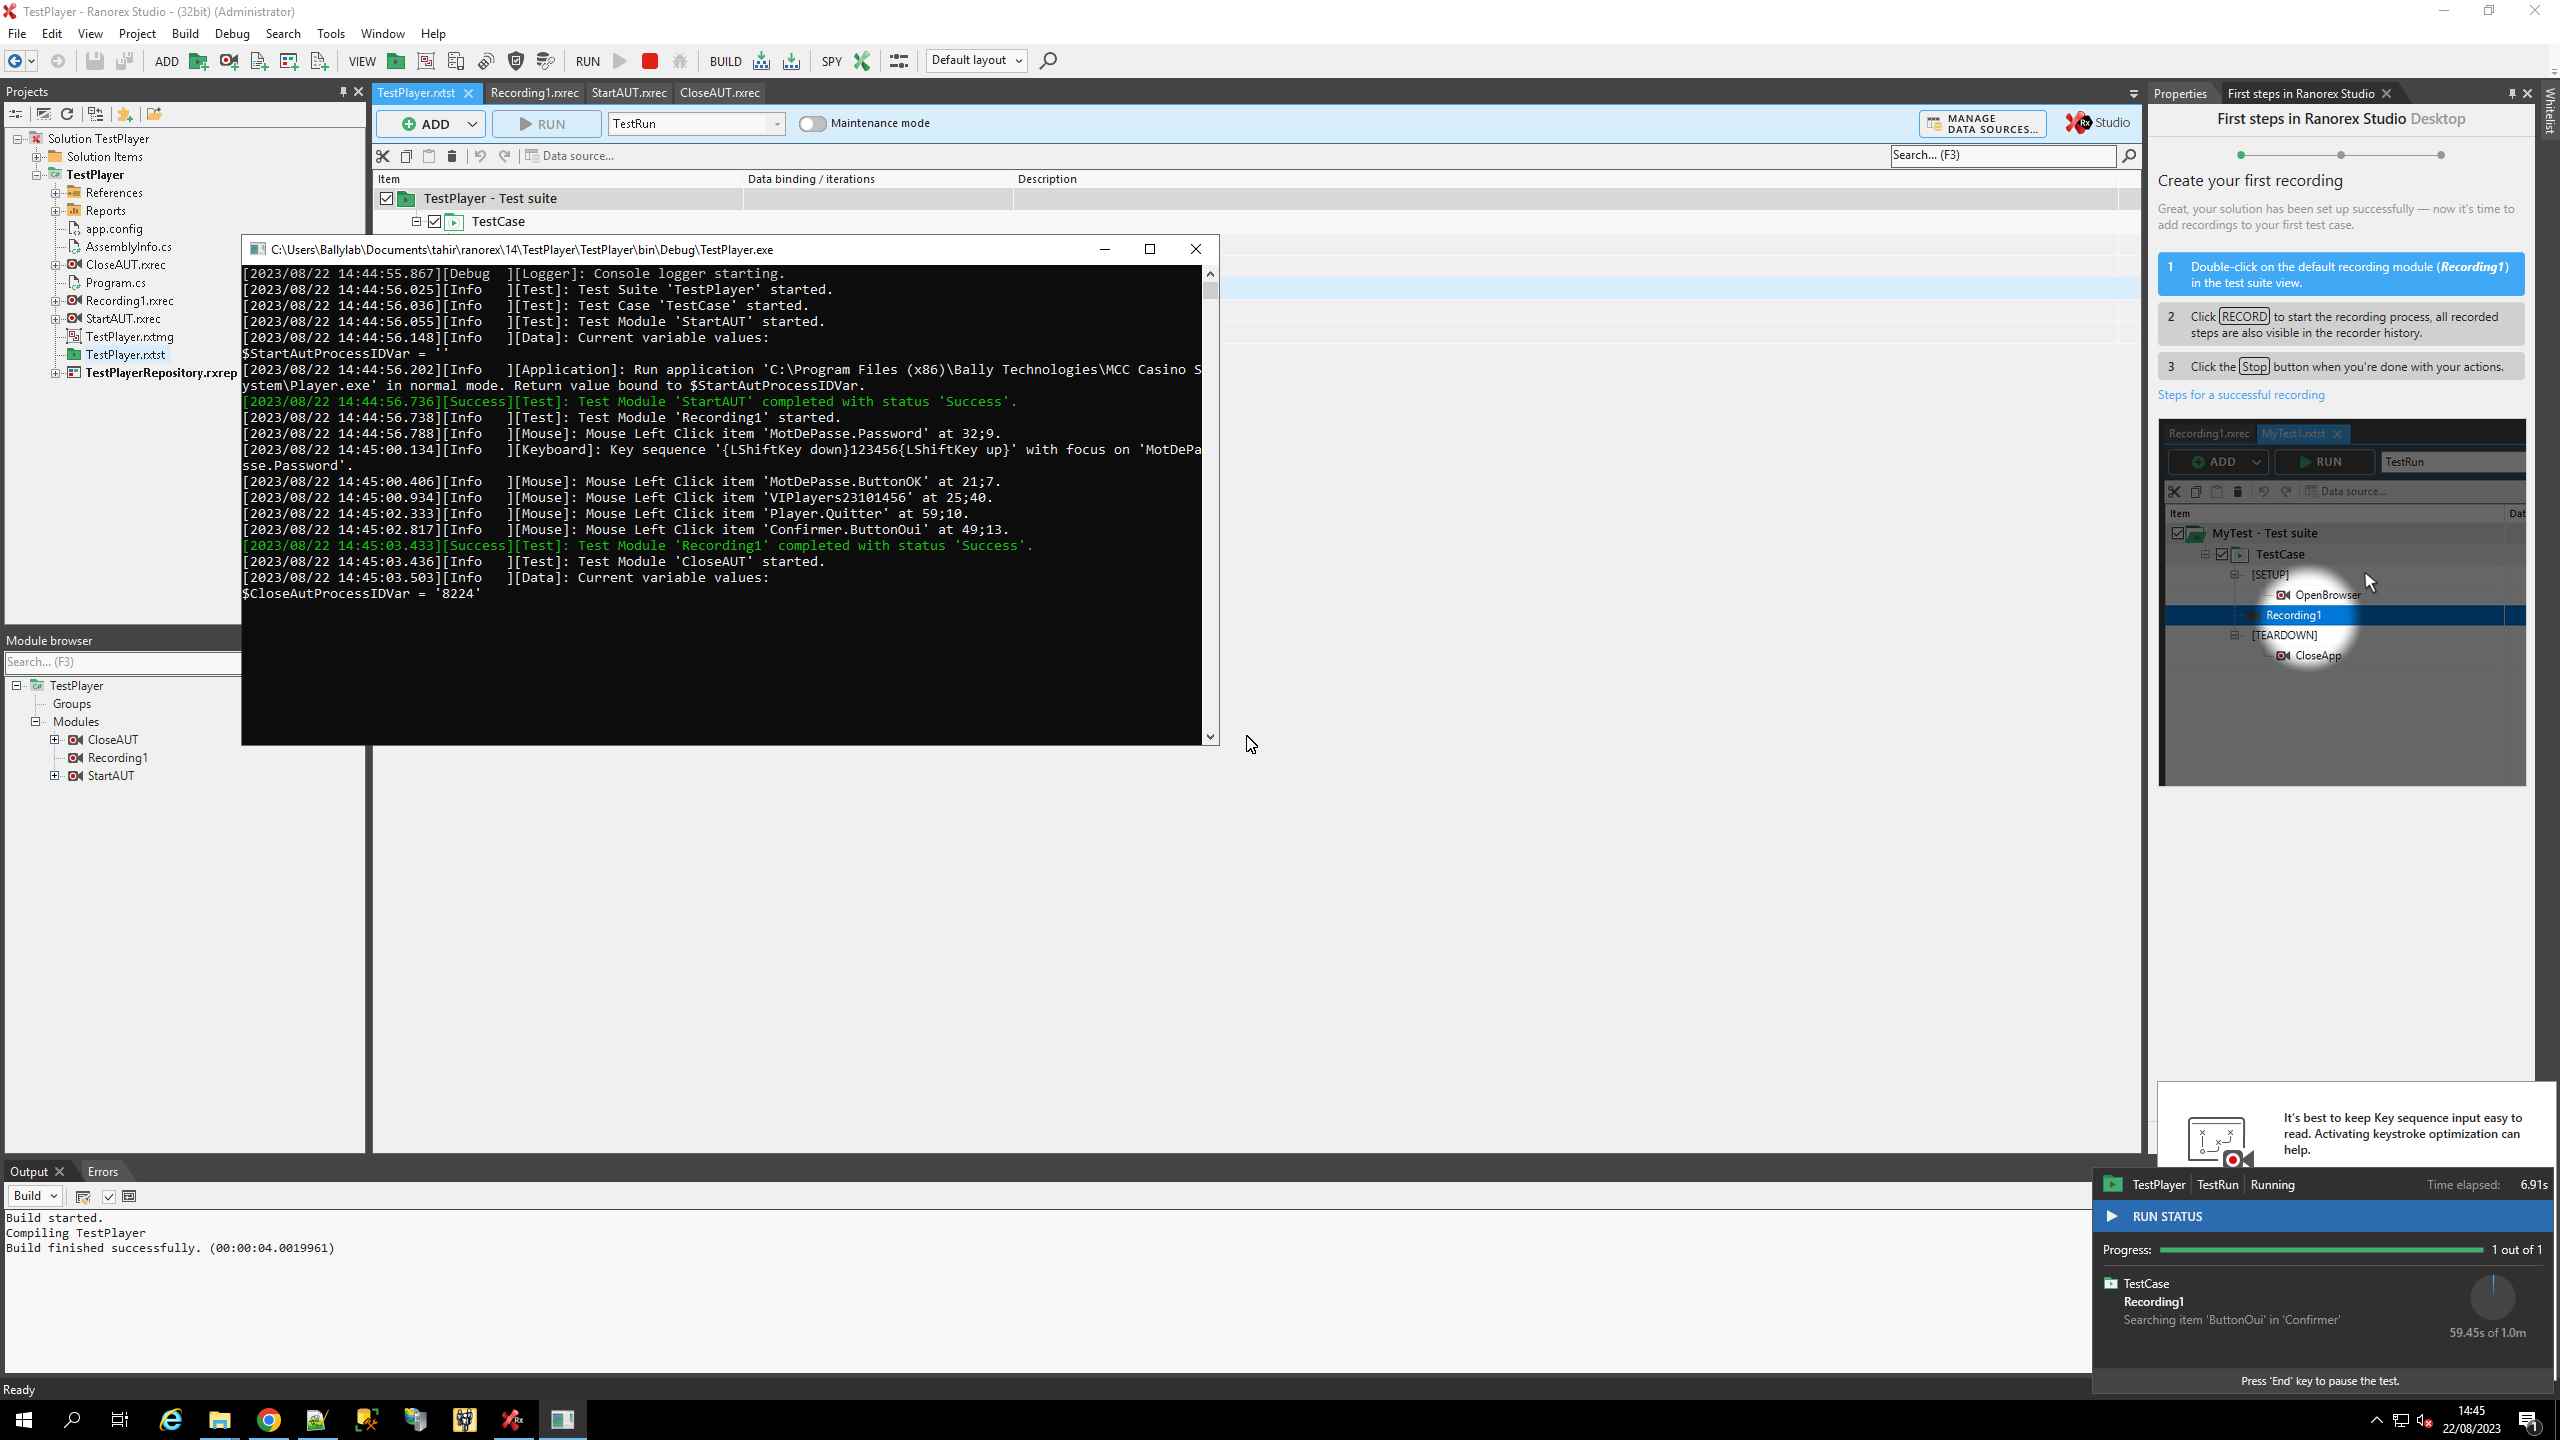 TestPlayer - Ranorex Studio - (32bit) (Administrator)
File Edit View Project Build Debug Search Tools Window Help
ADD VIEW RUN BUILD SPY Default layout
Projects
Solution TestPlayer
Solution Items
TestPlayer
References
Reports
app.config
AssemblyInfo.cs
CloseAUT.rxrec
Program.cs
Recording1.rxrec
StartAUT.rxrec
TestPlayer.rxtmg
TestPlayer.rxtst
TestPlayerRepository.rxrep
Module browser
Search... (F3)
TestPlayer
Groups
Modules
CloseAUT
Recording1
StartAUT
TestPlayer.rxtst Recording1.rxrec StartAUT.rxrec CloseAUT.rxrec
ADD RUN TestRun Maintenance mode MANAGE
DATA SOURCES... Rx Studio
Data source... Search... (F3)
Item Data binding / iterations Description
TestPlayer - Test suite
TestCase
C:\Users\Ballylab\Documents\tahir\ranorex\14\TestPlayer\TestPlayer\bin\Debug\TestPlayer.exe
[2023/08/22 14:44:55.867][Debug  ][Logger]: Console logger starting.
[2023/08/22 14:44:56.025][Info   ][Test]: Test Suite 'TestPlayer' started.
[2023/08/22 14:44:56.036][Info   ][Test]: Test Case 'TestCase' started.
[2023/08/22 14:44:56.055][Info   ][Test]: Test Module 'StartAUT' started.
[2023/08/22 14:44:56.148][Info   ][Data]: Current variable values:
$StartAutProcessIDVar = ''
[2023/08/22 14:44:56.202][Info   ][Application]: Run application 'C:\Program Files (x86)\Bally Technologies\MCC Casino S
ystem\Player.exe' in normal mode. Return value bound to $StartAutProcessIDVar.
[2023/08/22 14:44:56.736][Success][Test]: Test Module 'StartAUT' completed with status 'Success'.
[2023/08/22 14:44:56.738][Info   ][Test]: Test Module 'Recording1' started.
[2023/08/22 14:44:56.788][Info   ][Mouse]: Mouse Left Click item 'MotDePasse.Password' at 32;9.
[2023/08/22 14:45:00.134][Info   ][Keyboard]: Key sequence '{LShiftKey down}123456{LShiftKey up}' with focus on 'MotDePa
sse.Password'.
[2023/08/22 14:45:00.406][Info   ][Mouse]: Mouse Left Click item 'MotDePasse.ButtonOK' at 21;7.
[2023/08/22 14:45:00.934][Info   ][Mouse]: Mouse Left Click item 'VIPlayers23101456' at 25;40.
[2023/08/22 14:45:02.333][Info   ][Mouse]: Mouse Left Click item 'Player.Quitter' at 59;10.
[2023/08/22 14:45:02.817][Info   ][Mouse]: Mouse Left Click item 'Confirmer.ButtonOui' at 49;13.
[2023/08/22 14:45:03.433][Success][Test]: Test Module 'Recording1' completed with status 'Success'.
[2023/08/22 14:45:03.436][Info   ][Test]: Test Module 'CloseAUT' started.
[2023/08/22 14:45:03.503][Info   ][Data]: Current variable values:
$CloseAutProcessIDVar = '8224'
Properties First steps in Ranorex Studio
Whitelist
First steps in Ranorex Studio Desktop
Create your first recording
Great, your solution has been set up successfully — now it's time to
add recordings to your first test case.
1 Double-click on the default recording module (Recording1)
in the test suite view.
2 Click RECORD to start the recording process, all recorded
steps are also visible in the recorder history.
3 Click the Stop button when you're done with your actions.
Steps for a successful recording
Recording1.rxrec MyTest1.rxtst
ADD RUN TestRun
Data source...
Item Dat
MyTest - Test suite
TestCase
[SETUP]
OpenBrowser
Recording1
[TEARDOWN]
CloseApp
It's best to keep Key sequence input easy to
read. Activating keystroke optimization can
help.
TestPlayer TestRun Running Time elapsed: 6.91s
RUN STATUS
Progress: 1 out of 1
TestCase
Recording1
Searching item 'ButtonOui' in 'Confirmer'
59.45s of 1.0m
Press 'End' key to pause the test.
Output Errors
Build
Build started.
Compiling TestPlayer
Build finished successfully. (00:00:04.0019961)
Ready
14:45
22/08/2023
1